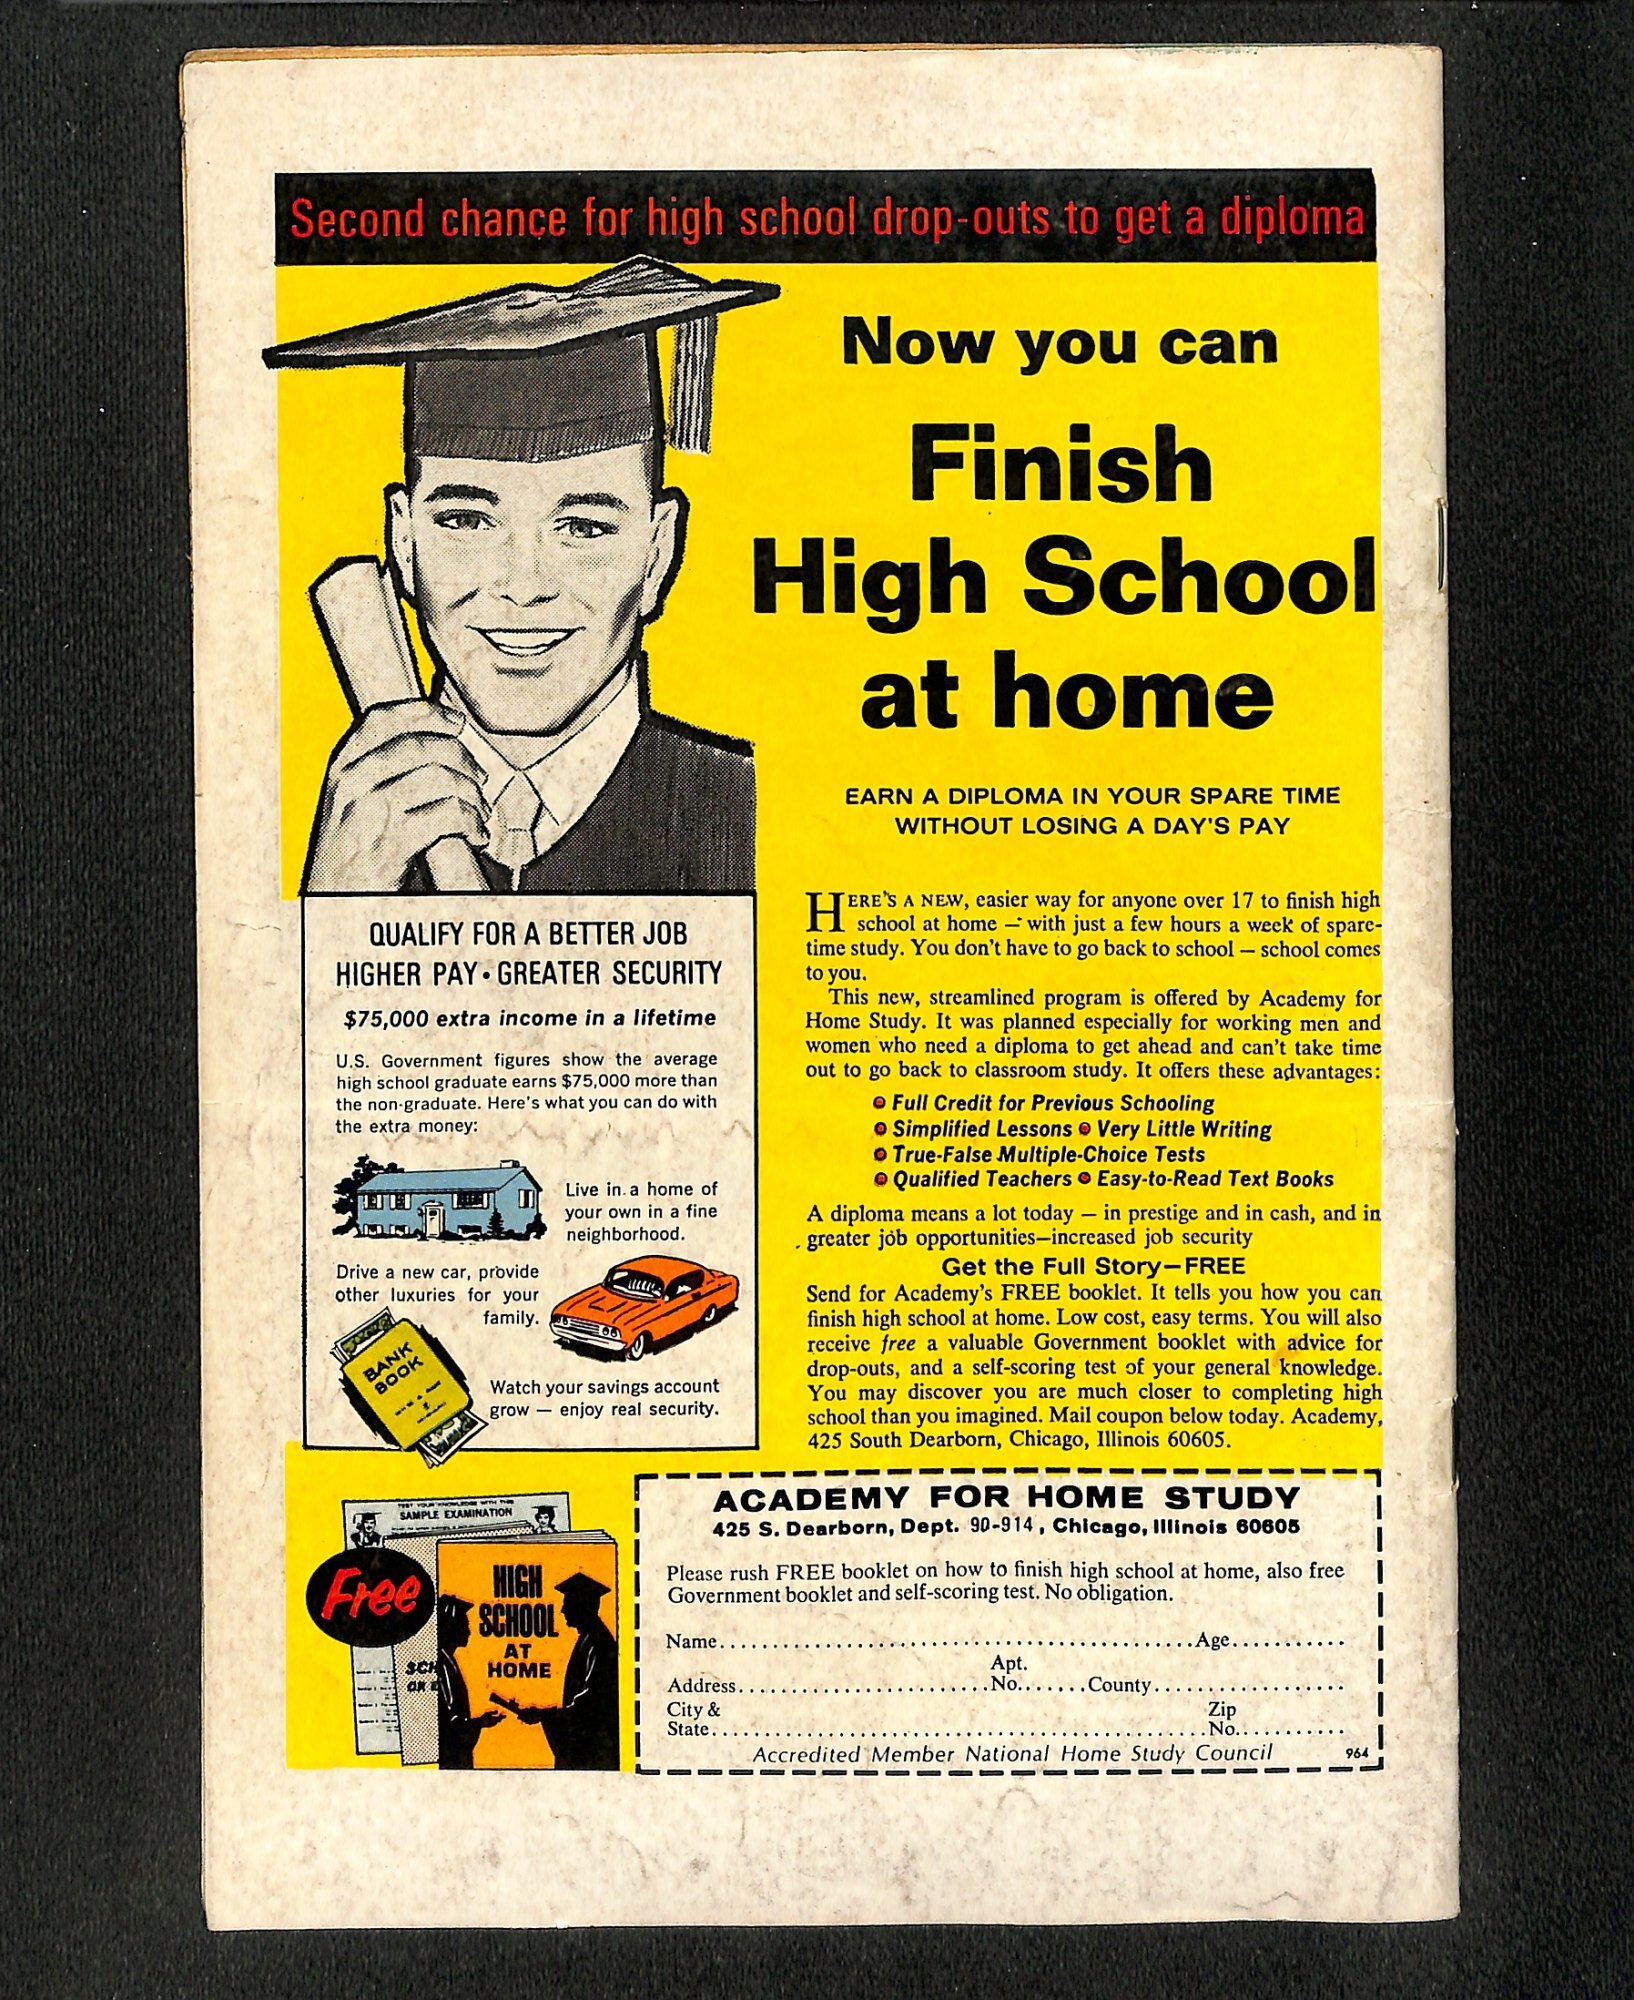 Second chance for high school drop-outs to get a diploma
Now you can
Finish
High School
at home
EARN A DIPLOMA IN YOUR SPARE TIME
WITHOUT LOSING A DAY'S PAY
QUALIFY FOR A BETTER JOB
HIGHER PAY • GREATER SECURITY
$75,000 extra income in a lifetime
U.S. Government figures show the average
high school graduate earns $75,000 more than
the non-graduate. Here's what you can do with
the extra money:
Live in a home of
your own in a fine
neighborhood.
Drive a new car, provide
other luxuries for your
family.
BANK
BOOK
Watch your savings account
grow — enjoy real security.
HERE'S A NEW, easier way for anyone over 17 to finish high
school at home — with just a few hours a week of spare-
time study. You don't have to go back to school — school comes
to you.
This new, streamlined program is offered by Academy for
Home Study. It was planned especially for working men and
women who need a diploma to get ahead and can't take time
out to go back to classroom study. It offers these advantages:
• Full Credit for Previous Schooling
• Simplified Lessons • Very Little Writing
• True-False Multiple-Choice Tests
• Qualified Teachers • Easy-to-Read Text Books
A diploma means a lot today — in prestige and in cash, and in
greater job opportunities—increased job security
Get the Full Story—FREE
Send for Academy's FREE booklet. It tells you how you can
finish high school at home. Low cost, easy terms. You will also
receive free a valuable Government booklet with advice for
drop-outs, and a self-scoring test of your general knowledge.
You may discover you are much closer to completing high
school than you imagined. Mail coupon below today. Academy,
425 South Dearborn, Chicago, Illinois 60605.
TEST YOUR KNOWLEDGE WITH THIS
SAMPLE EXAMINATION
Free
SCH
OR
HIGH
SCHOOL
AT
HOME
ACADEMY FOR HOME STUDY
425 S. Dearborn, Dept. 90-914, Chicago, Illinois 60605
Please rush FREE booklet on how to finish high school at home, also free
Government booklet and self-scoring test. No obligation.
Name.............................................Age...........
Apt.
Address........................No.......County..................
City & Zip
State...............................................No...........
Accredited Member National Home Study Council 964